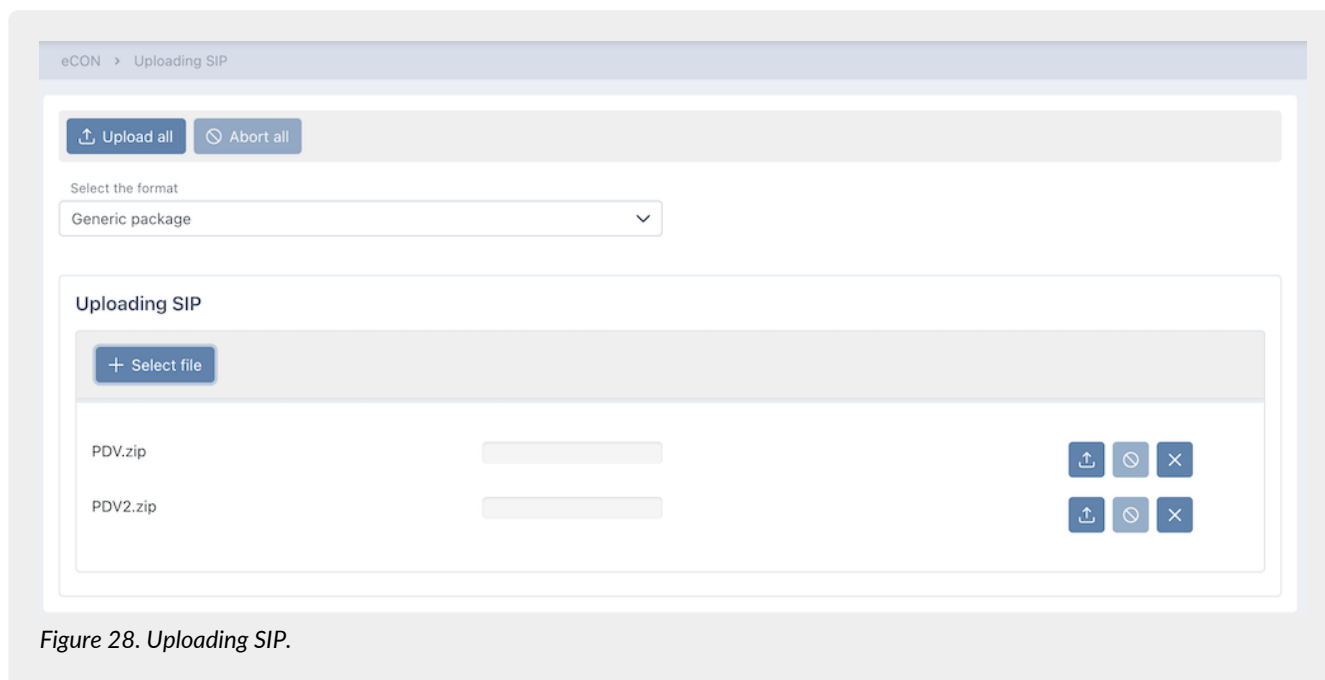 eCON > Uploading SIP
Upload all Abort all
Select the format
Generic package
Uploading SIP
+ Select file
PDV.zip
PDV2.zip
Figure 28. Uploading SIP.